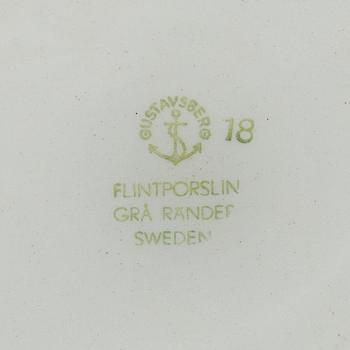 GUSTAVSBERG
18
FLINTPORSLIN
GRÅ RÄNDER
SWEDEN